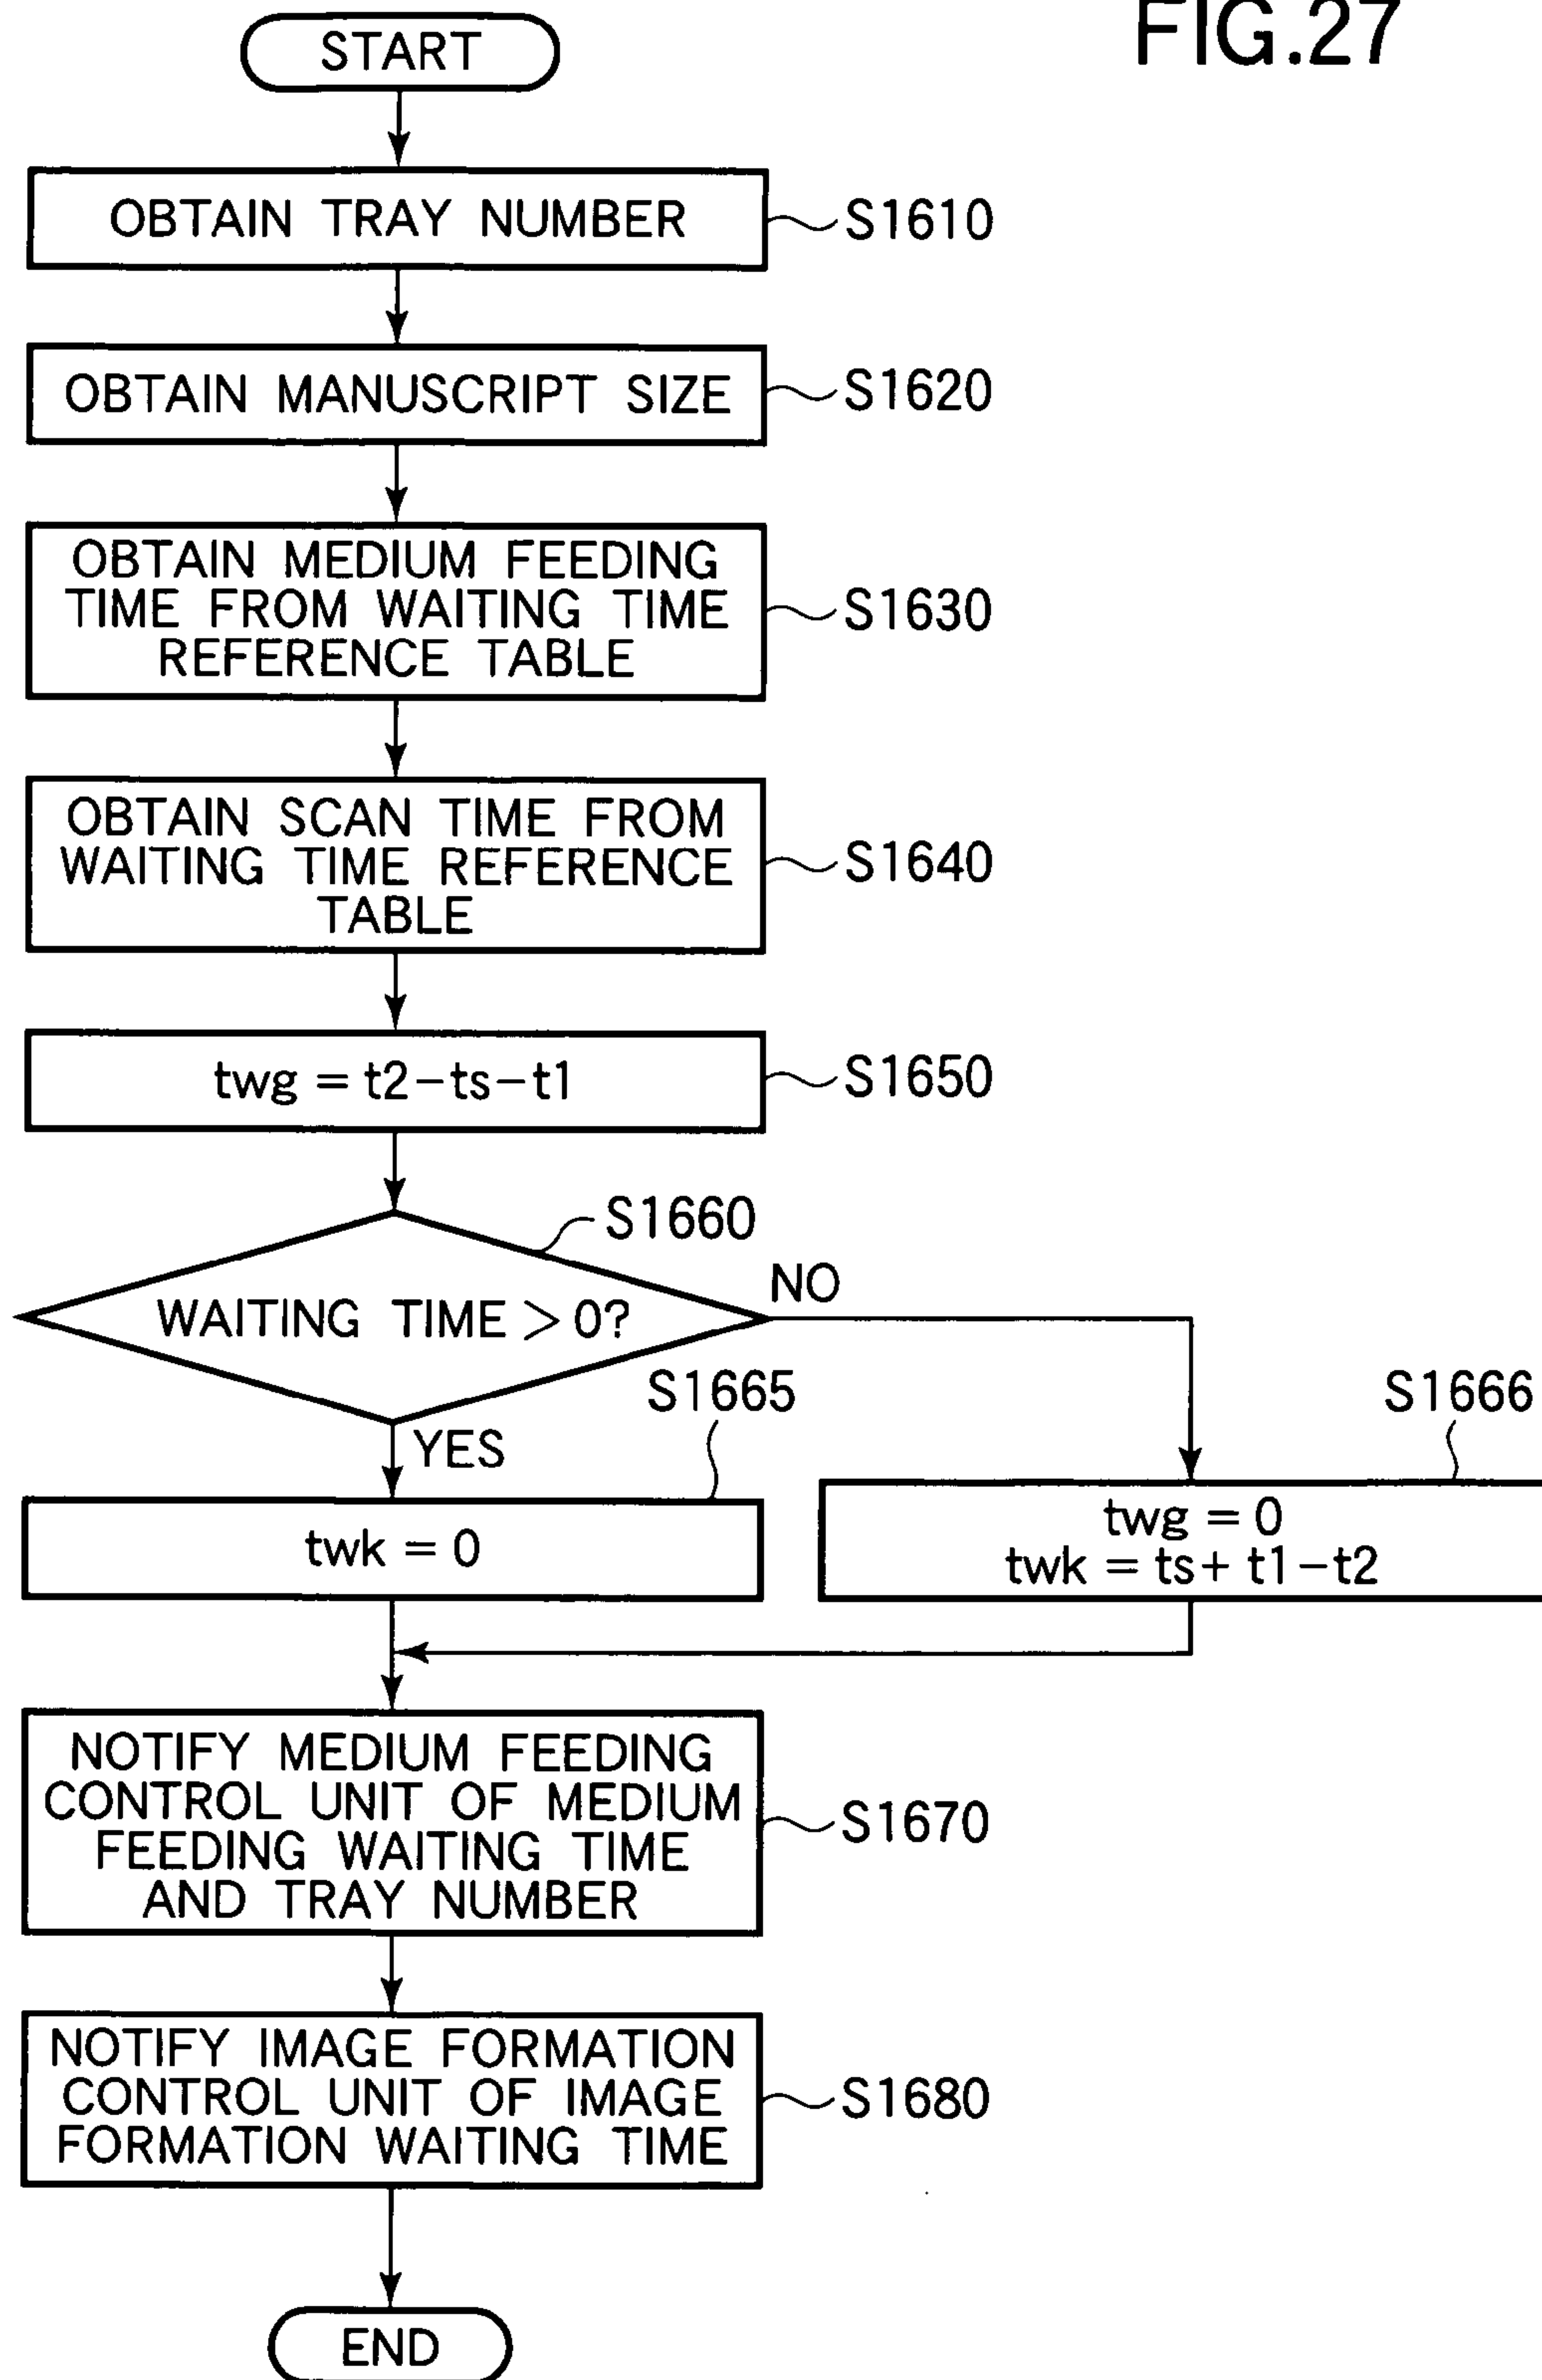 FIG.27
START
OBTAIN TRAY NUMBER
S1610
OBTAIN MANUSCRIPT SIZE
S1620
OBTAIN MEDIUM FEEDING
TIME FROM WAITING TIME
REFERENCE TABLE
S1630
OBTAIN SCAN TIME FROM
WAITING TIME REFERENCE
TABLE
S1640
twg = t2-ts-t1
S1650
S1660
WAITING TIME > 0?
NO
YES
S1665
twk = 0
S1666
twg = 0
twk = ts+ t1-t2
NOTIFY MEDIUM FEEDING
CONTROL UNIT OF MEDIUM
FEEDING WAITING TIME
AND TRAY NUMBER
S1670
NOTIFY IMAGE FORMATION
CONTROL UNIT OF IMAGE
FORMATION WAITING TIME
S1680
END